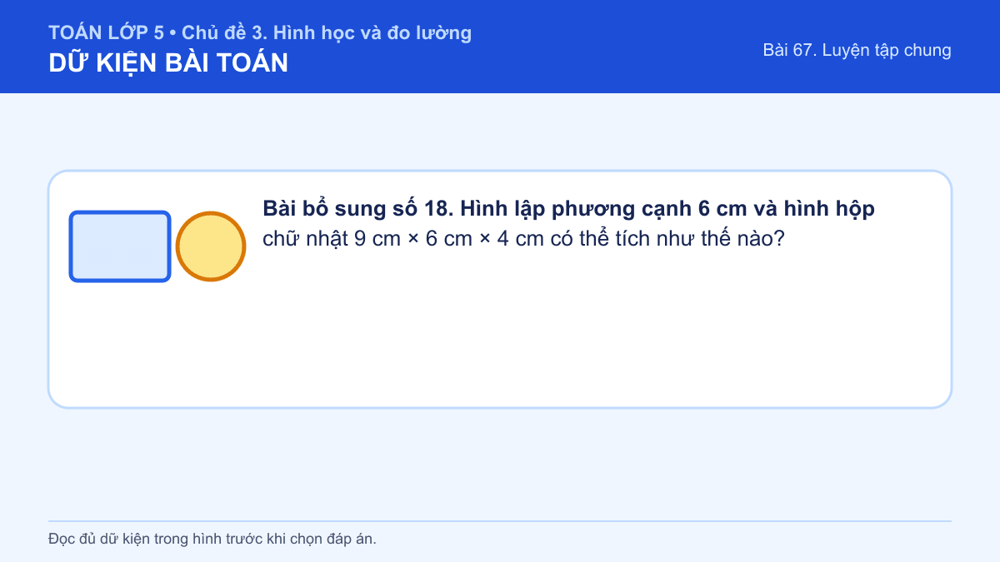 TOÁN LỚP 5 • Chủ đề 3. Hình học và đo lường
DỮ KIỆN BÀI TOÁN
Bài 67. Luyện tập chung
Bài bổ sung số 18. Hình lập phương cạnh 6 cm và hình hộp
chữ nhật 9 cm × 6 cm × 4 cm có thể tích như thế nào?
Đọc đủ dữ kiện trong hình trước khi chọn đáp án.